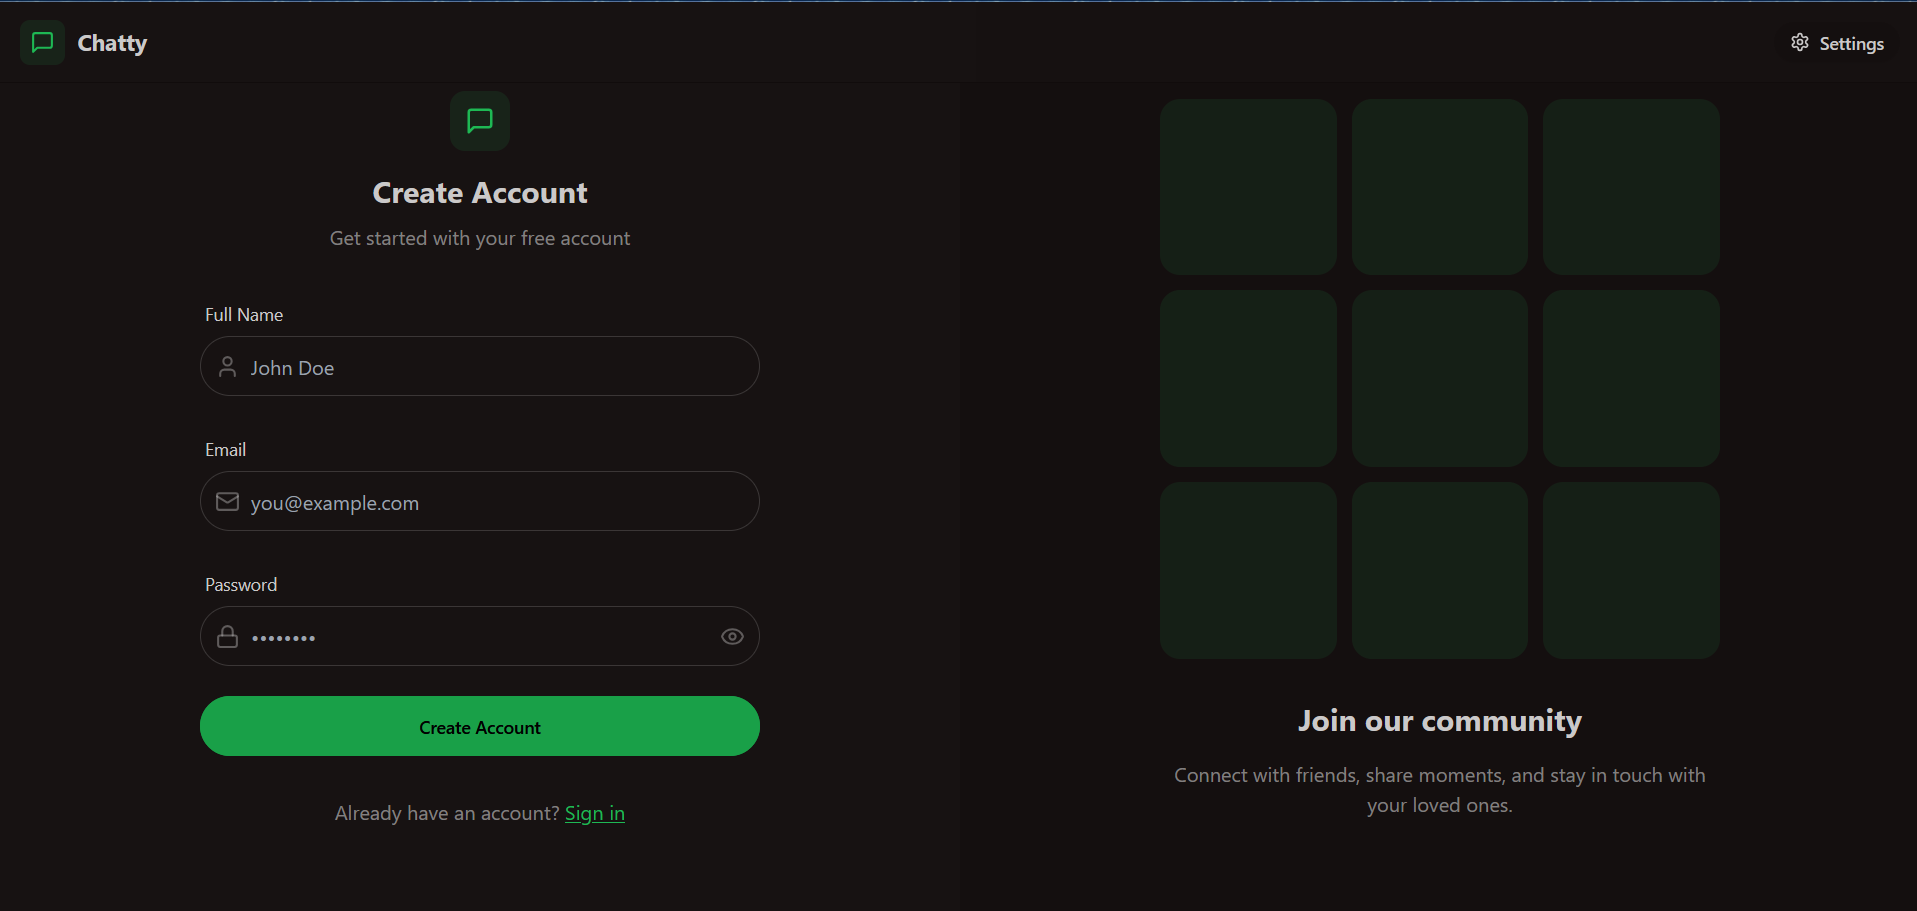 Chatty
Settings
Create Account
Get started with your free account
Full Name
John Doe
Email
you@example.com
Password
••••••••
Create Account
Already have an account? Sign in
Join our community
Connect with friends, share moments, and stay in touch with
your loved ones.